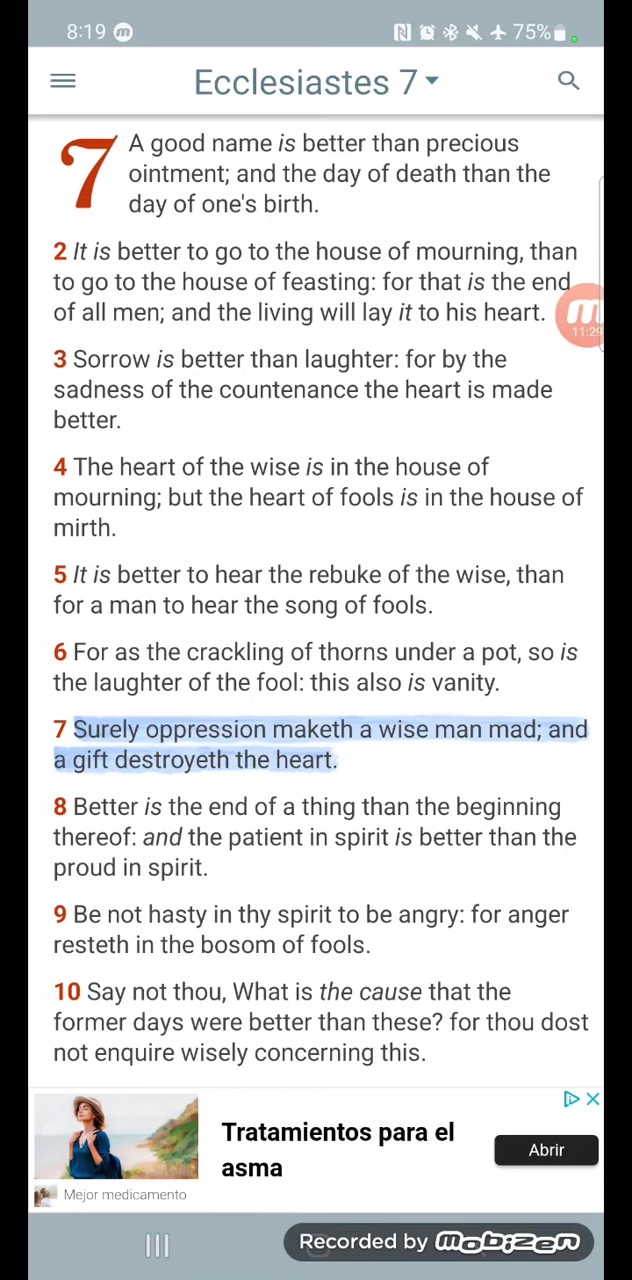 8:19 m N 75%
Ecclesiastes 7
7 A good name is better than precious
ointment; and the day of death than the
day of one's birth.
2 It is better to go to the house of mourning, than
to go to the house of feasting: for that is the end
of all men; and the living will lay it to his heart.
m
11:29
3 Sorrow is better than laughter: for by the
sadness of the countenance the heart is made
better.
4 The heart of the wise is in the house of
mourning; but the heart of fools is in the house of
mirth.
5 It is better to hear the rebuke of the wise, than
for a man to hear the song of fools.
6 For as the crackling of thorns under a pot, so is
the laughter of the fool: this also is vanity.
7 Surely oppression maketh a wise man mad; and
a gift destroyeth the heart.
8 Better is the end of a thing than the beginning
thereof: and the patient in spirit is better than the
proud in spirit.
9 Be not hasty in thy spirit to be angry: for anger
resteth in the bosom of fools.
10 Say not thou, What is the cause that the
former days were better than these? for thou dost
not enquire wisely concerning this.
Tratamientos para el
asma
Abrir
Mejor medicamento
Recorded by mobizen